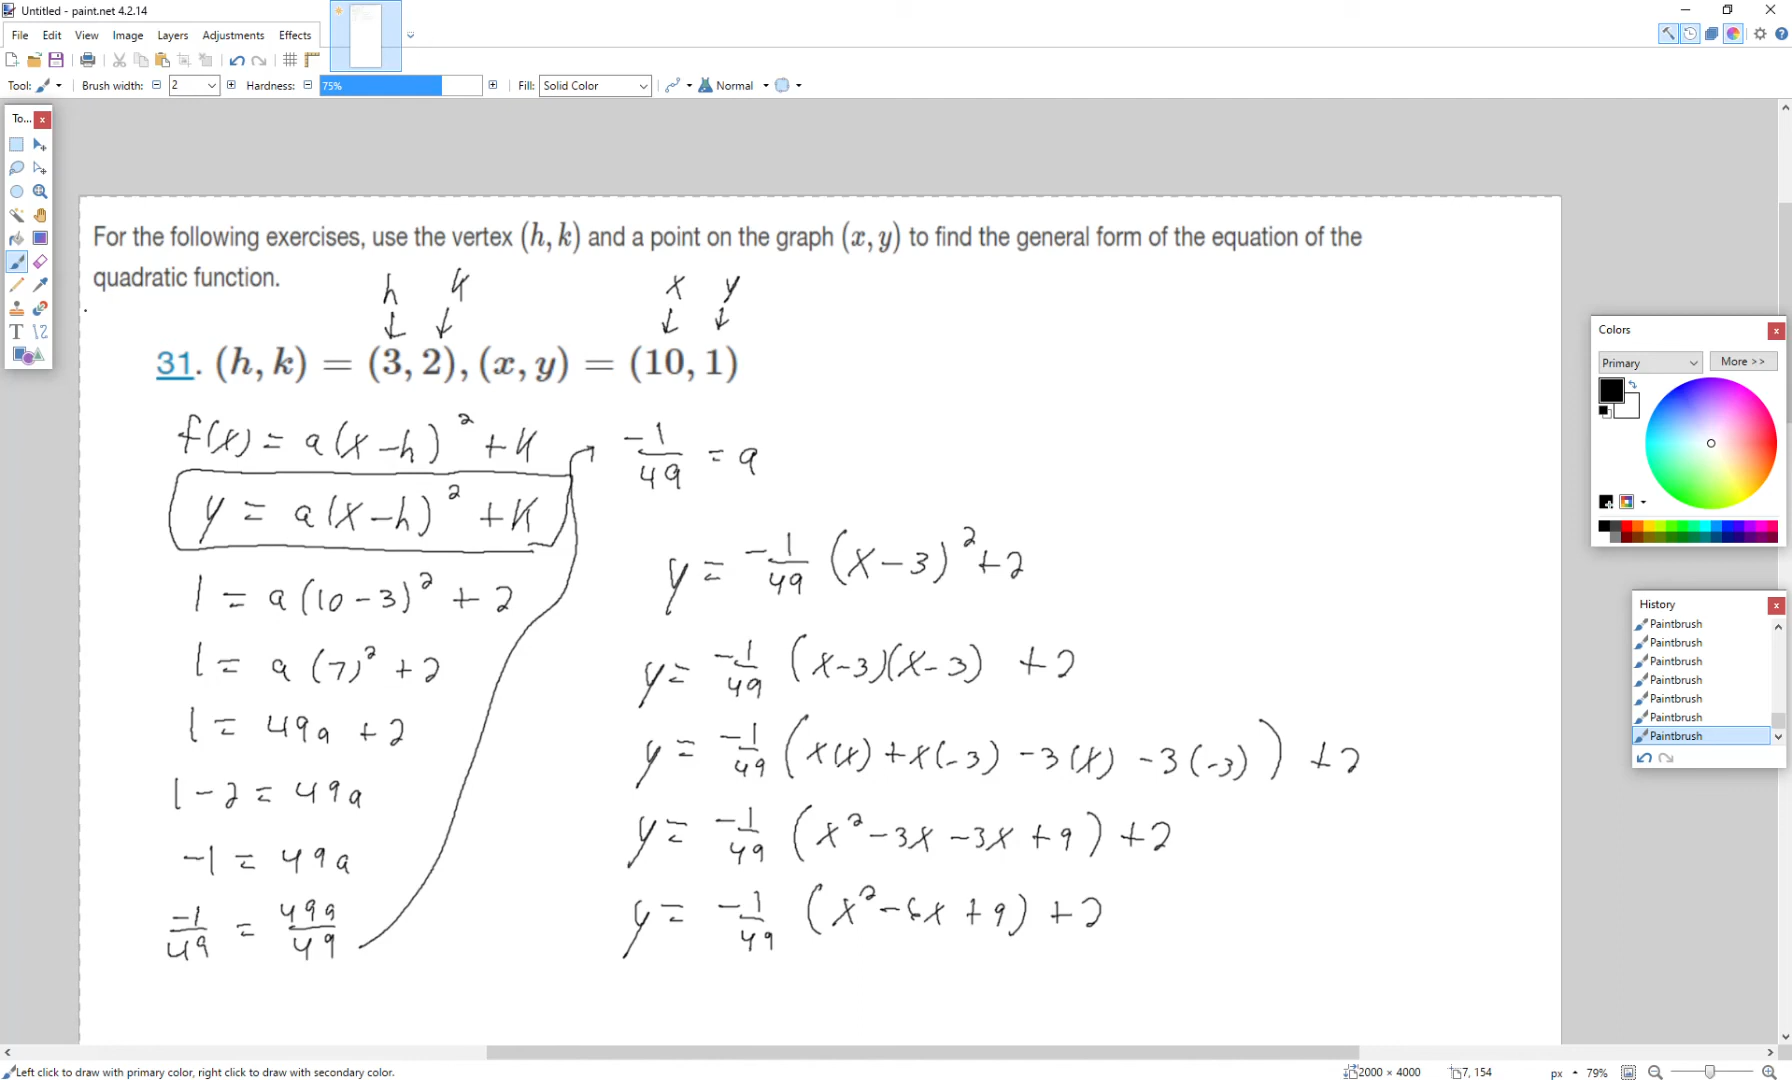 Untitled - paint.net 4.2.14
File Edit View Image Layers Adjustments Effects
Tool: Brush width: 2 Hardness: 75% Fill: Solid Color Normal
To...
For the following exercises, use the vertex (h, k) and a point on the graph (x, y) to find the general form of the equation of the
quadratic function.
h k x y
31. (h, k) = (3, 2), (x, y) = (10, 1)
f(x) = a(x-h)² + k
y = a(x-h)² + k
1 = a(10-3)² + 2
1 = a(7)² + 2
1 = 49a + 2
1-2 = 49a
-1 = 49a
-1/49 = 49a/49
-1/49 = a
y = -1/49 (x-3)² + 2
y = -1/49 (x-3)(x-3) + 2
y = -1/49 (x(x) + x(-3) - 3(x) - 3(-3)) + 2
y = -1/49 (x² - 3x - 3x + 9) + 2
y = -1/49 (x² - 6x + 9) + 2
Colors
Primary More >>
History
Paintbrush
Paintbrush
Paintbrush
Paintbrush
Paintbrush
Paintbrush
Paintbrush
Left click to draw with primary color, right click to draw with secondary color. 2000 × 4000 7, 154 px 79%